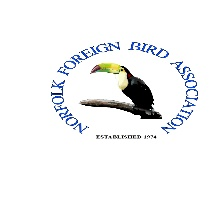 NORFOLK FOREIGN BIRD ASSOCIATION
ESTABLISHED 1974